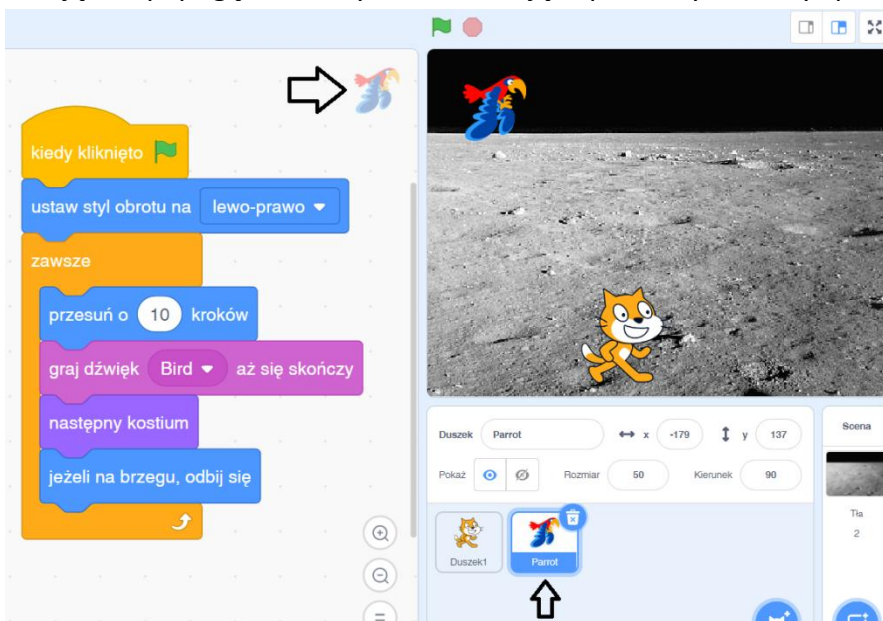 kiedy kliknięto
ustaw styl obrotu na lewo-prawo
zawsze
przesuń o 10 kroków
graj dźwięk Bird aż się skończy
następny kostium
jeżeli na brzegu, odbij się
Duszek Parrot x -179 y 137
Pokaż Rozmiar 50 Kierunek 90
Duszek1 Parrot
Scena
Tła
2